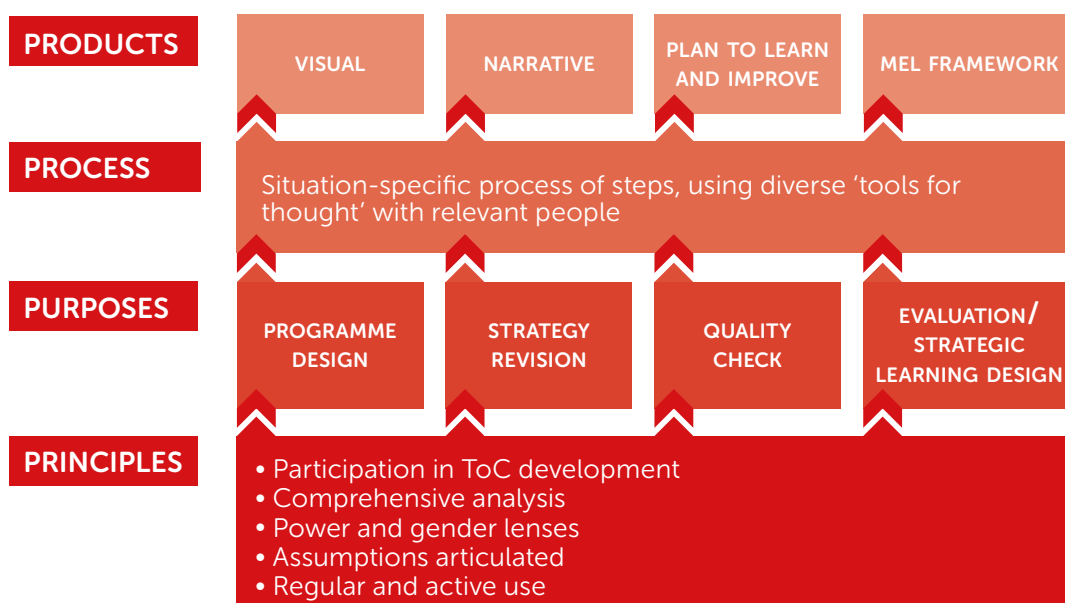 PRODUCTS
VISUAL
NARRATIVE
PLAN TO LEARN
AND IMPROVE
MEL FRAMEWORK
PROCESS
Situation-specific process of steps, using diverse ‘tools for
thought’ with relevant people
PURPOSES
PROGRAMME
DESIGN
STRATEGY
REVISION
QUALITY
CHECK
EVALUATION/
STRATEGIC
LEARNING DESIGN
PRINCIPLES
• Participation in ToC development
• Comprehensive analysis
• Power and gender lenses
• Assumptions articulated
• Regular and active use